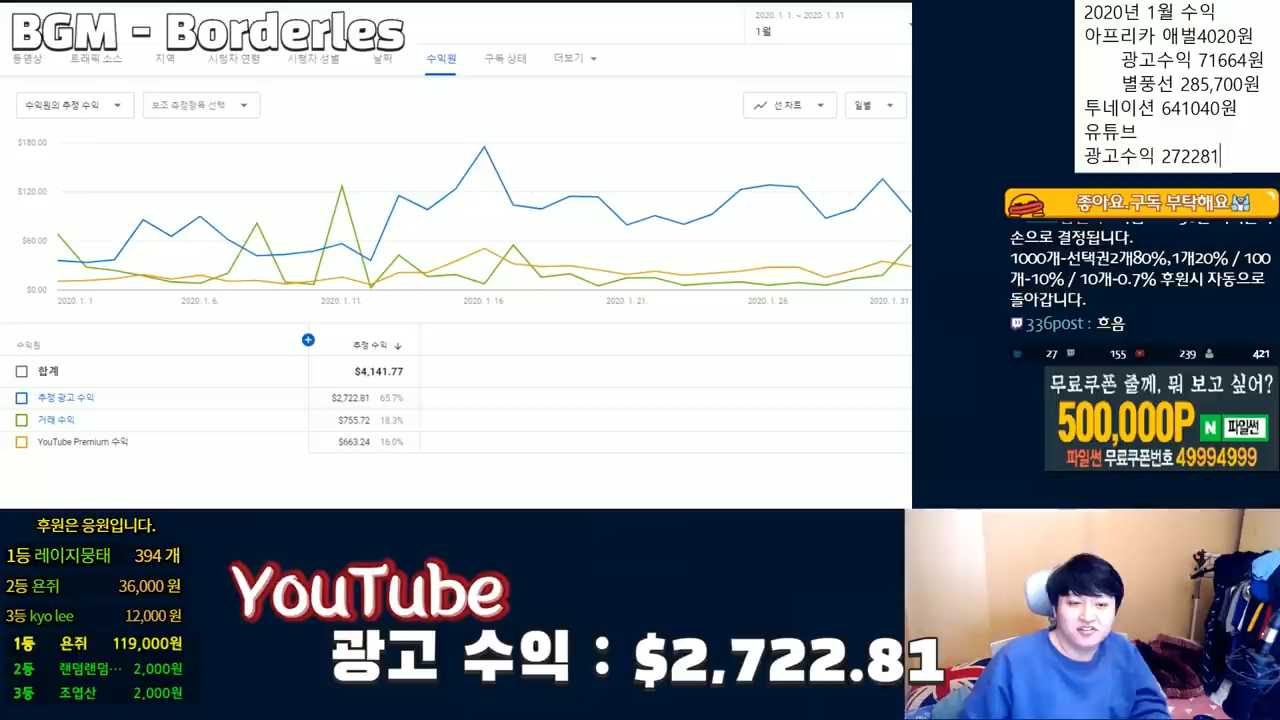 BGM - Borderles
2020. 1. 1. ~ 2020. 1. 31
1월
동영상 트래픽 소스 지역 시청자 연령 시청자 성별 날짜 수익원 구독 상태 더보기
수익원의 추정 수익 보조 측정항목 선택 선 차트 일별
$180.00
$120.00
$60.00
$0.00
2020. 1. 1. 2020. 1. 6. 2020. 1. 11. 2020. 1. 16. 2020. 1. 21. 2020. 1. 26. 2020. 1. 31.
수익원 추정 수익
합계 $4,141.77
추정 광고 수익 $2,722.81 65.7%
거래 수익 $755.72 18.3%
YouTube Premium 수익 $663.24 16.0%
2020년 1월 수익
아프리카 애벌4020원
광고수익 71664원
별풍선 285,700원
투네이션 641040원
유튜브
광고수익 272281
좋아요.구독 부탁해요
손으로 결정됩니다.
1000개-선택권2개80%,1개20% / 100
개-10% / 10개-0.7% 후원시 자동으로
돌아갑니다.
336post : 흐음
27 155 239 421
무료쿠폰 줄께, 뭐 보고 싶어?
500,000P N 파일썬
파일썬 무료쿠폰번호 49994999
후원은 응원입니다.
1등 레이지뭉태 394 개
2등 욘쥐 36,000 원
3등 kyo lee 12,000 원
1등 욘쥐 119,000원
2등 랜덤랜덤… 2,000원
3등 조엽산 2,000원
YouTube
광고 수익 : $2,722.81